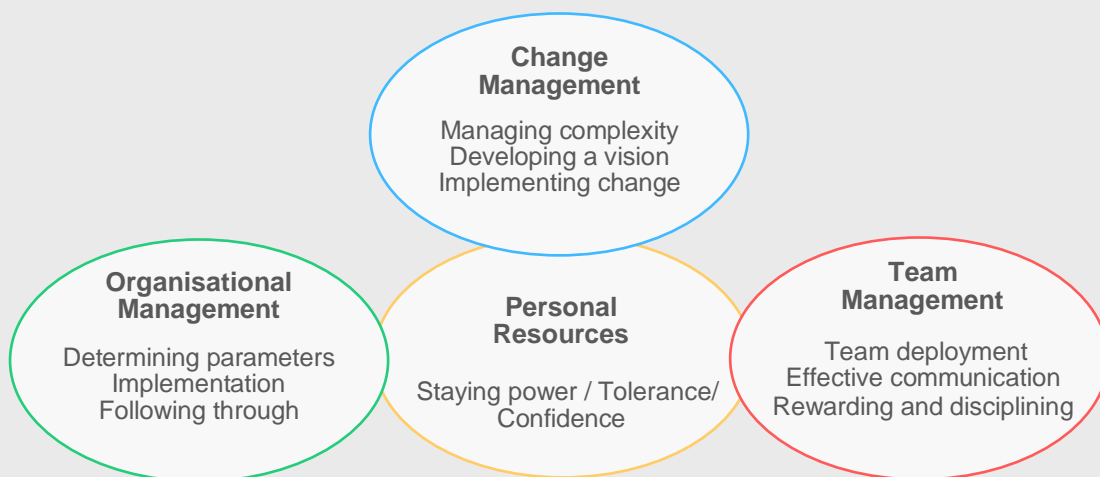 Change
Management
Managing complexity
Developing a vision
Implementing change
Organisational
Management
Determining parameters
Implementation
Following through
Personal
Resources
Staying power / Tolerance/
Confidence
Team
Management
Team deployment
Effective communication
Rewarding and disciplining